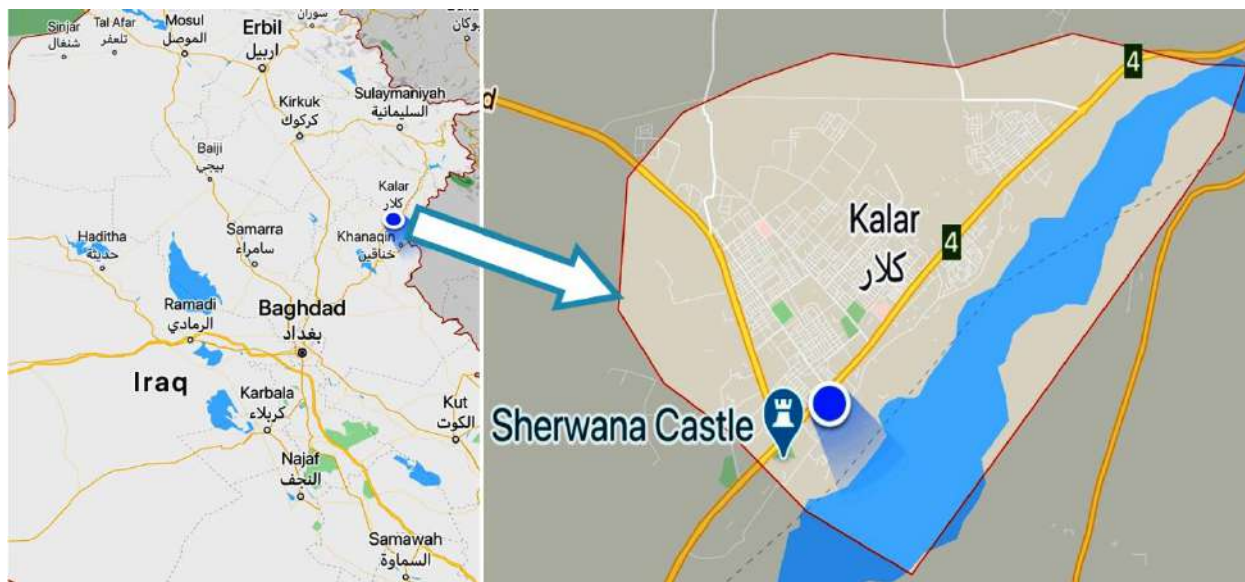 Sinjar
شنغال
Tal Afar
تلعفر
Mosul
الموصل
Erbil
اربيل
سوران
بوكان
Kirkuk
كركوك
Sulaymaniyah
السليمانية
Baiji
بيجي
Kalar
كلار
Haditha
حديثة
Samarra
سامراء
Khanaqin
خناقين
Ramadi
الرمادي
Baghdad
بغداد
Iraq
Karbala
كربلاء
Kut
الكوت
Najaf
النجف
Samawah
السماوة
d
4
Kalar
كلار
4
Sherwana Castle